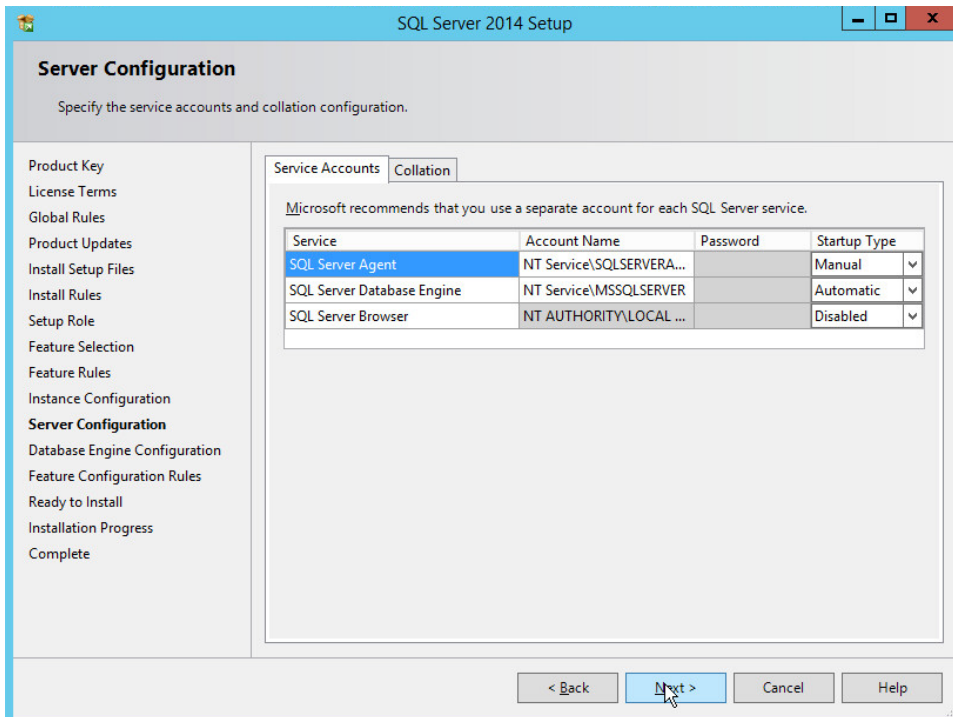 SQL Server 2014 Setup
Server Configuration
Specify the service accounts and collation configuration.
Product Key
License Terms
Global Rules
Product Updates
Install Setup Files
Install Rules
Setup Role
Feature Selection
Feature Rules
Instance Configuration
Server Configuration
Database Engine Configuration
Feature Configuration Rules
Ready to Install
Installation Progress
Complete
Service Accounts Collation
Microsoft recommends that you use a separate account for each SQL Server service.
Service Account Name Password Startup Type
SQL Server Agent NT Service\SQLSERVERA... Manual
SQL Server Database Engine NT Service\MSSQLSERVER Automatic
SQL Server Browser NT AUTHORITY\LOCAL ... Disabled
< Back Next > Cancel Help